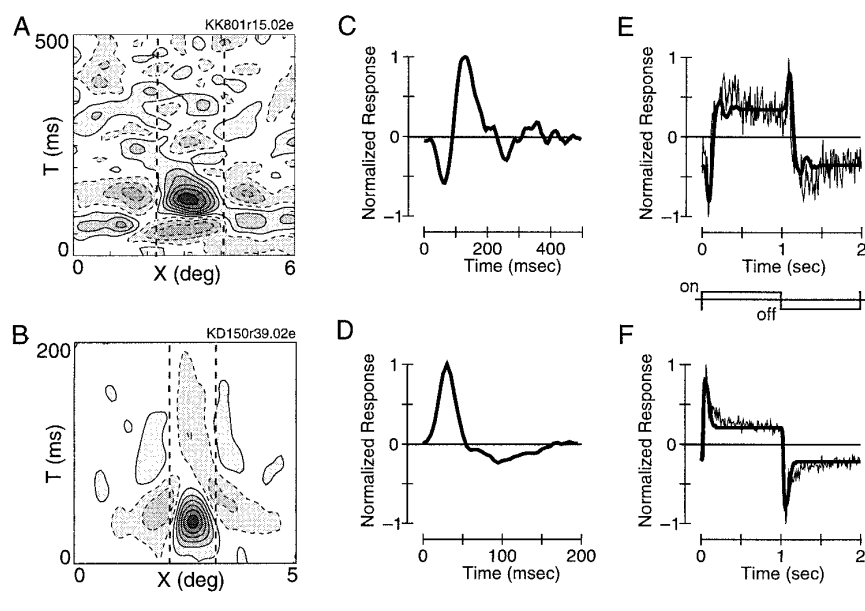 A
KK801r15.02e
500
T (ms)
0
0
X (deg)
6
B
KD150r39.02e
200
T (ms)
0
0
X (deg)
5
C
Normalized Response
1
0
−1
0
200
400
Time (msec)
D
Normalized Response
1
0
−1
0
100
200
Time (msec)
E
Normalized Response
1
0
−1
0
1
2
Time (sec)
on
off
F
Normalized Response
1
0
−1
0
1
2
Time (sec)